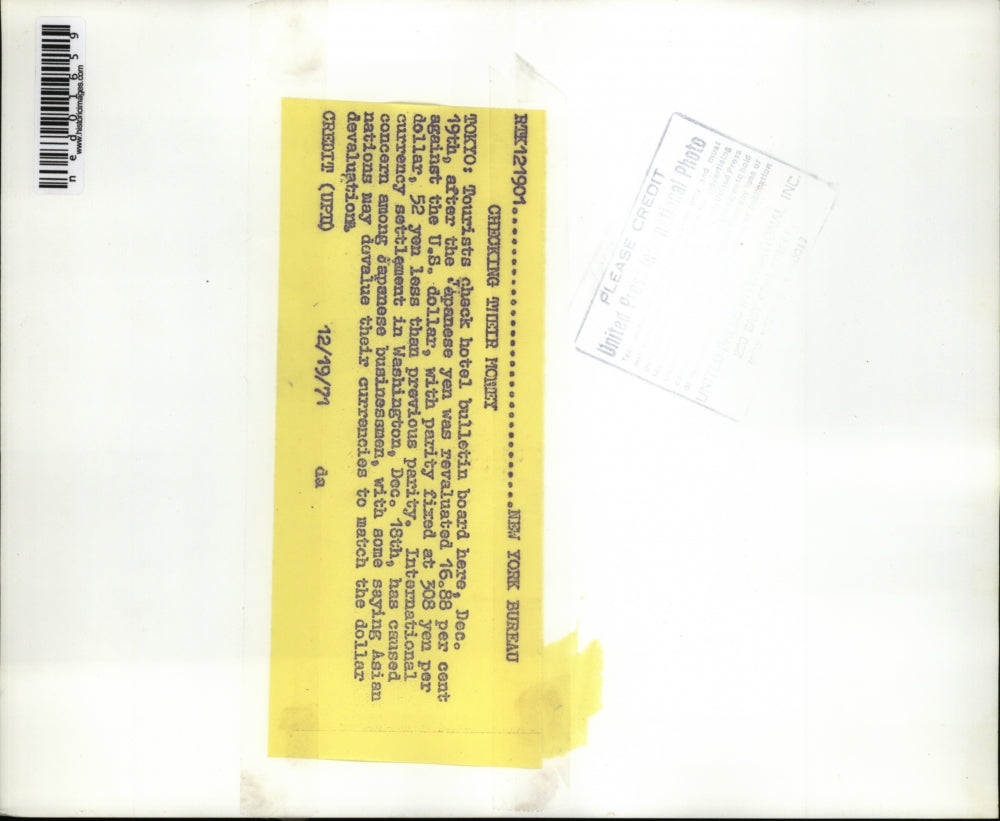 RTK121901..............................NEW YORK BUREAU
CHECKING THEIR MONEY
TOKYO: Tourists check hotel bulletin board here, Dec.
19th, after the Japanese yen was revaluated 16.88 per cent
against the U.S. dollar, with parity fixed at 308 yen per
dollar, 52 yen less than previous parity. International
currency settlement in Washington, Dec. 18th, has caused
concern among Japanese businessmen, with some saying Asian
nations may devalue their currencies to match the dollar
devaluation.
CREDIT (UPI) 12/19/71 da
PLEASE CREDIT
United Press International Photo
www.historicimages.com
ned01659